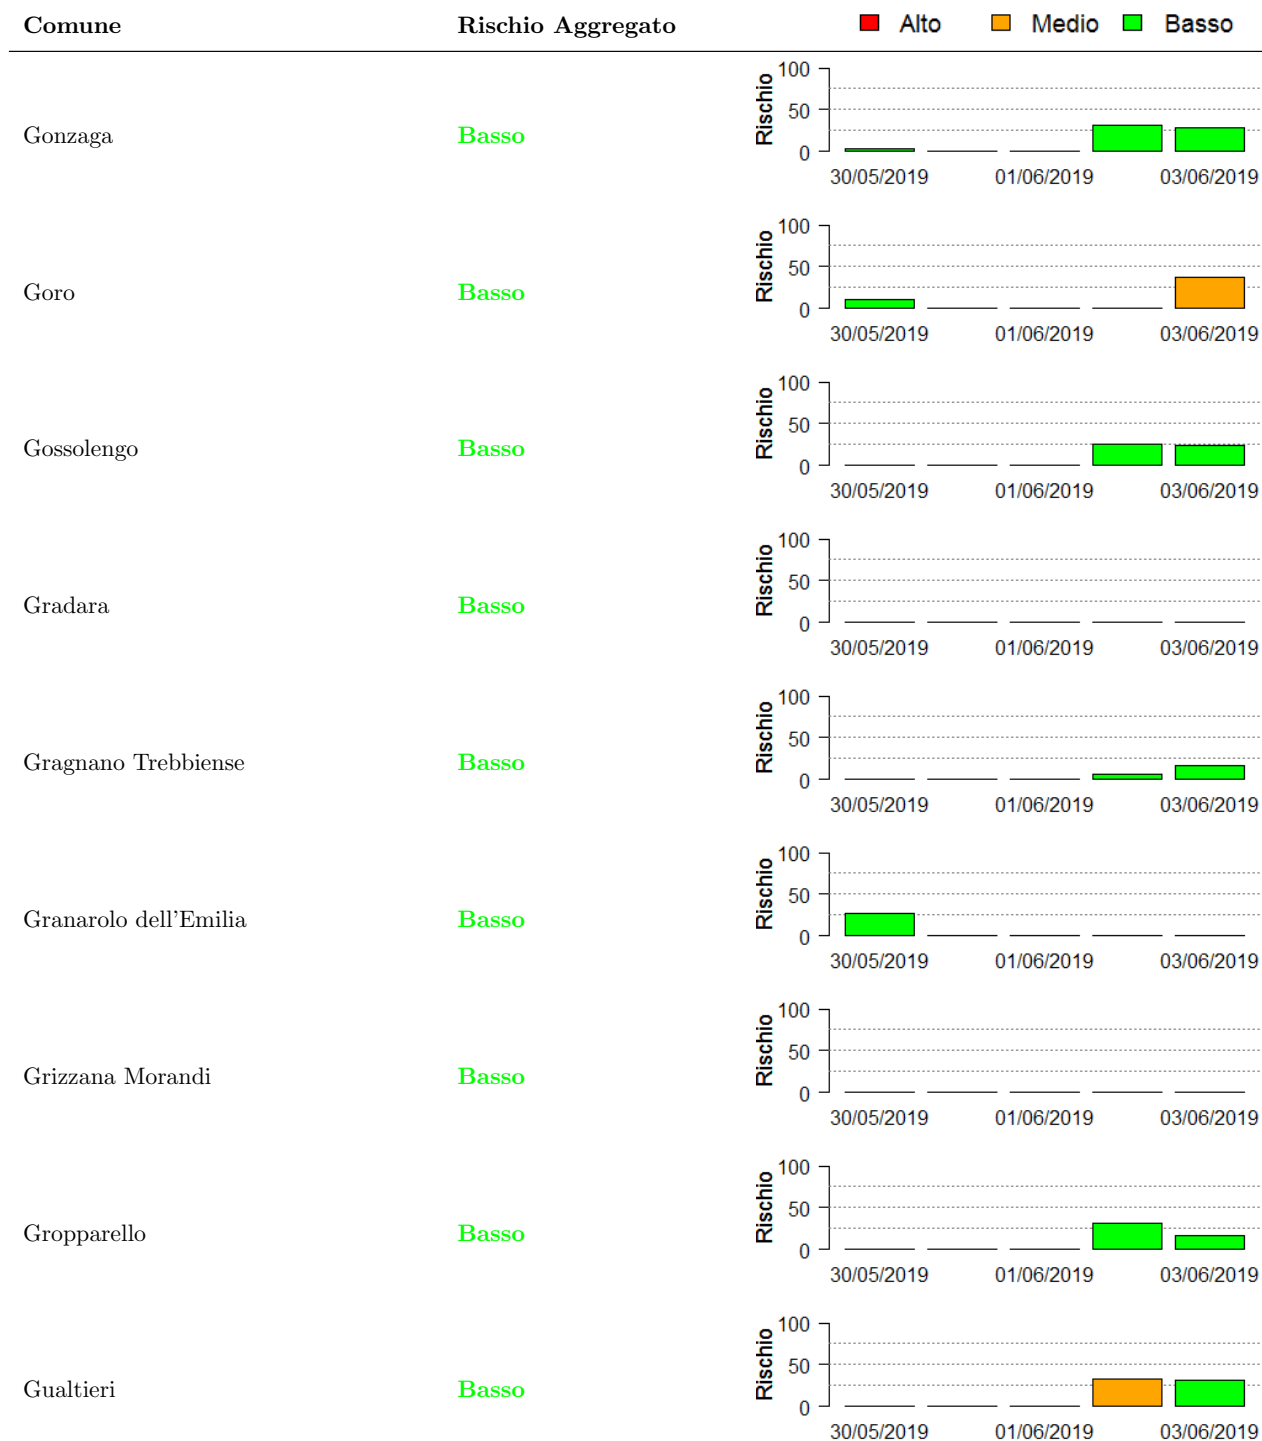 Comune Rischio Aggregato Alto Medio Basso
Gonzaga Basso Rischio 100 50 0
30/05/2019 01/06/2019 03/06/2019
Goro Basso Rischio 100 50 0
30/05/2019 01/06/2019 03/06/2019
Gossolengo Basso Rischio 100 50 0
30/05/2019 01/06/2019 03/06/2019
Gradara Basso Rischio 100 50 0
30/05/2019 01/06/2019 03/06/2019
Gragnano Trebbiense Basso Rischio 100 50 0
30/05/2019 01/06/2019 03/06/2019
Granarolo dell'Emilia Basso Rischio 100 50 0
30/05/2019 01/06/2019 03/06/2019
Grizzana Morandi Basso Rischio 100 50 0
30/05/2019 01/06/2019 03/06/2019
Gropparello Basso Rischio 100 50 0
30/05/2019 01/06/2019 03/06/2019
Gualtieri Basso Rischio 100 50 0
30/05/2019 01/06/2019 03/06/2019